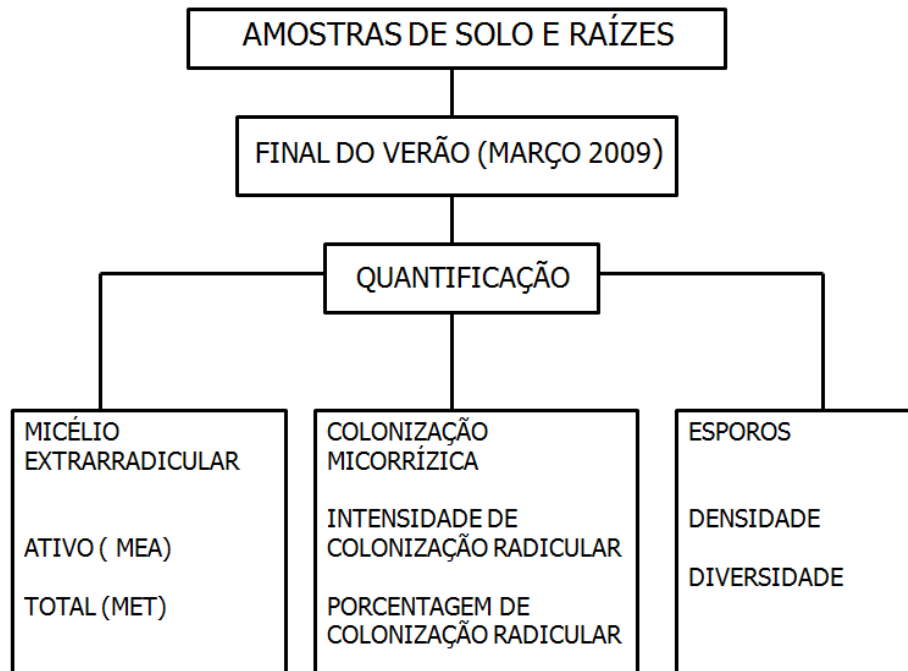 AMOSTRAS DE SOLO E RAÍZES
FINAL DO VERÃO (MARÇO 2009)
QUANTIFICAÇÃO
MICÉLIO
EXTRARRADICULAR
ATIVO ( MEA)
TOTAL (MET)
COLONIZAÇÃO
MICORRÍZICA
INTENSIDADE DE
COLONIZAÇÃO RADICULAR
PORCENTAGEM DE
COLONIZAÇÃO RADICULAR
ESPOROS
DENSIDADE
DIVERSIDADE